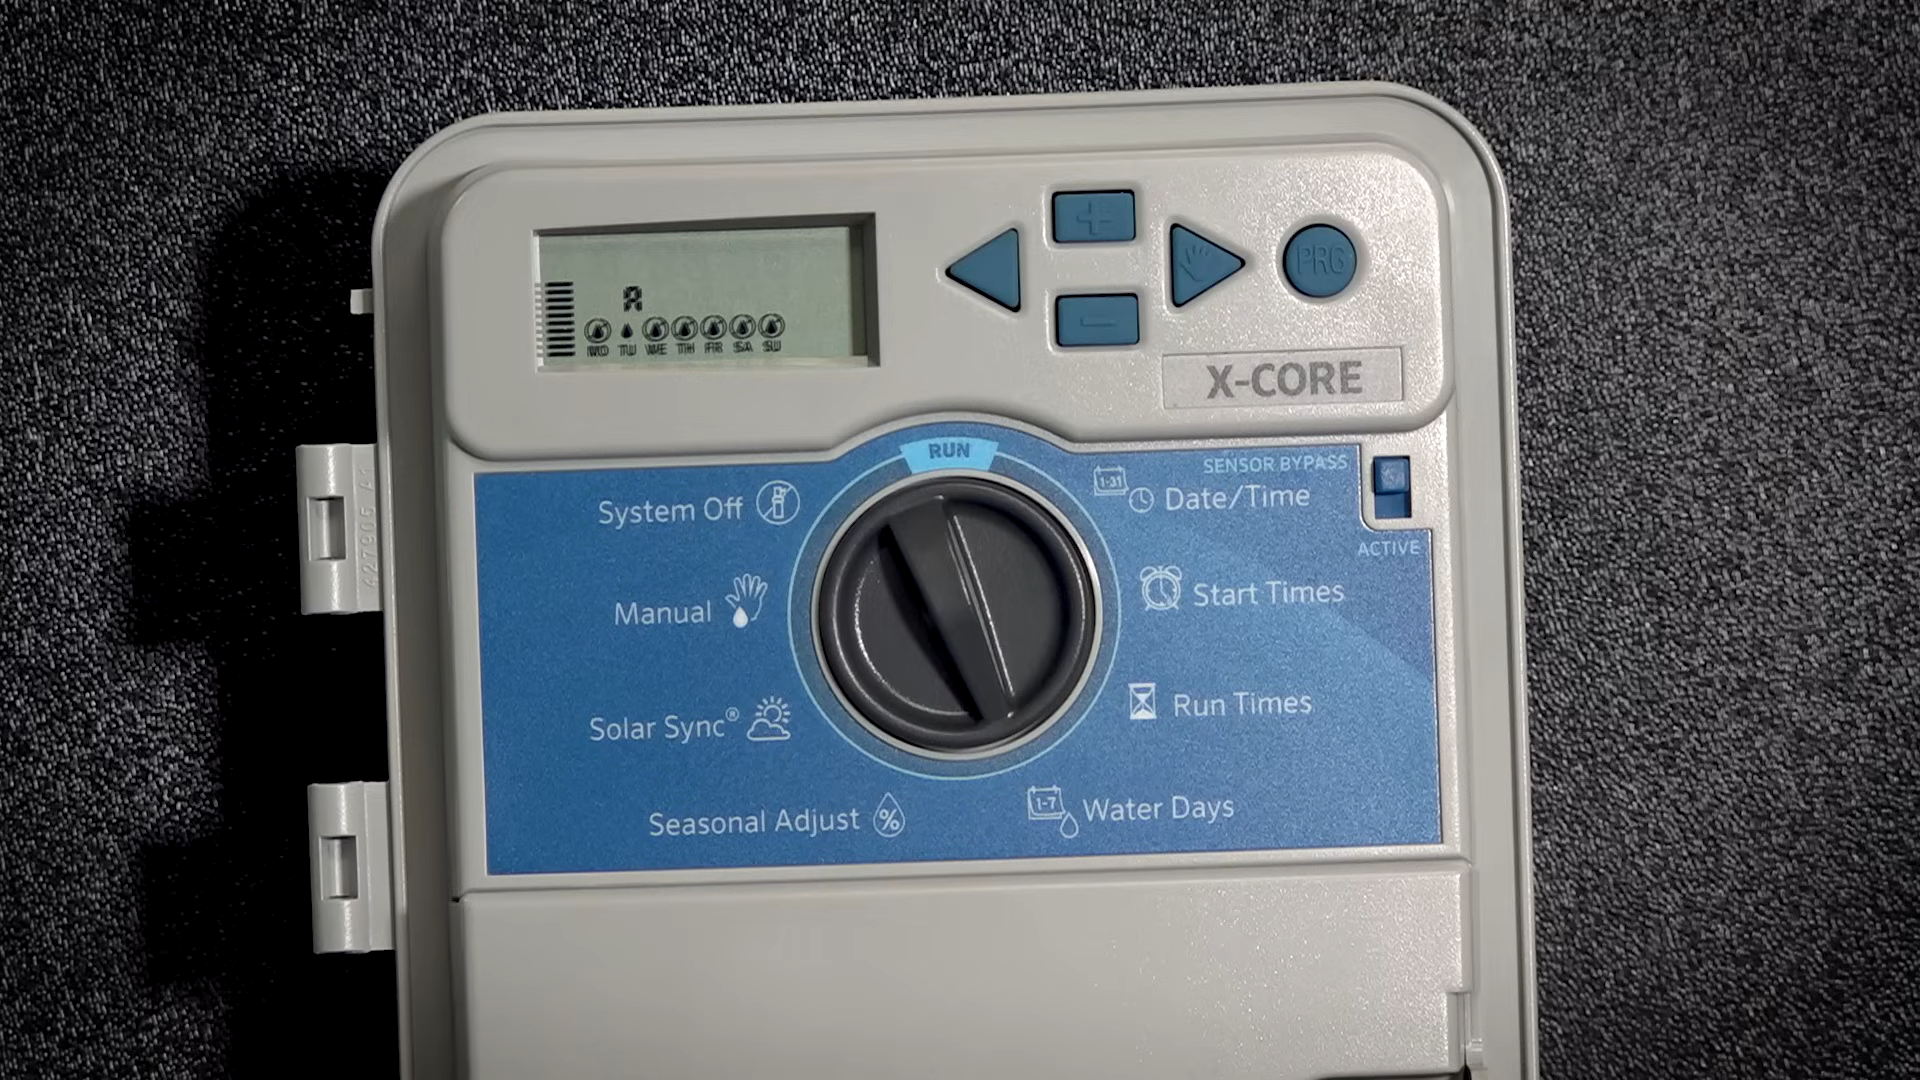 A
MO TU WE TH FR SA SU
PRG
X-CORE
RUN
SENSOR BYPASS
ACTIVE
System Off
1-31
Date/Time
Manual
Start Times
Solar Sync®
Run Times
Seasonal Adjust %
1-7
Water Days